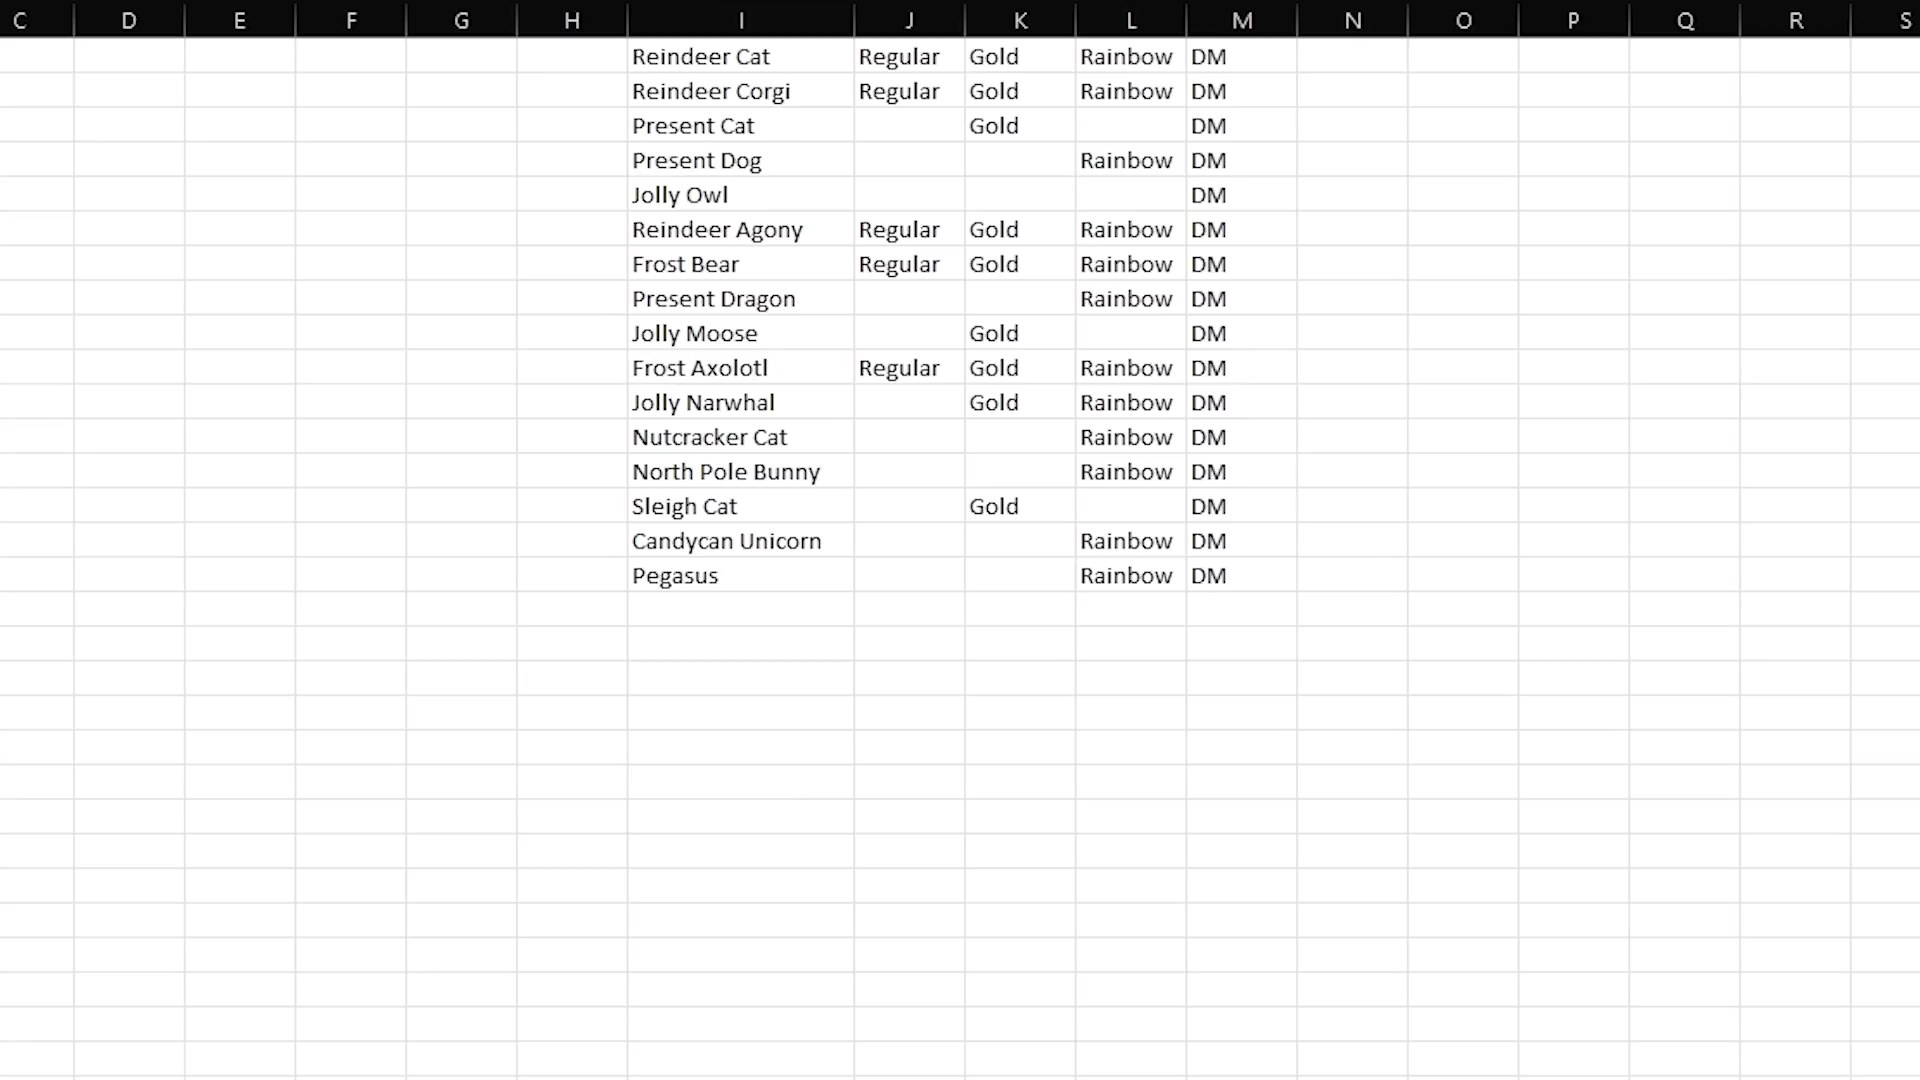 C D E F G H I J K L M N O P Q R S
Reindeer Cat Regular Gold Rainbow DM
Reindeer Corgi Regular Gold Rainbow DM
Present Cat Gold DM
Present Dog Rainbow DM
Jolly Owl DM
Reindeer Agony Regular Gold Rainbow DM
Frost Bear Regular Gold Rainbow DM
Present Dragon Rainbow DM
Jolly Moose Gold DM
Frost Axolotl Regular Gold Rainbow DM
Jolly Narwhal Gold Rainbow DM
Nutcracker Cat Rainbow DM
North Pole Bunny Rainbow DM
Sleigh Cat Gold DM
Candycan Unicorn Rainbow DM
Pegasus Rainbow DM